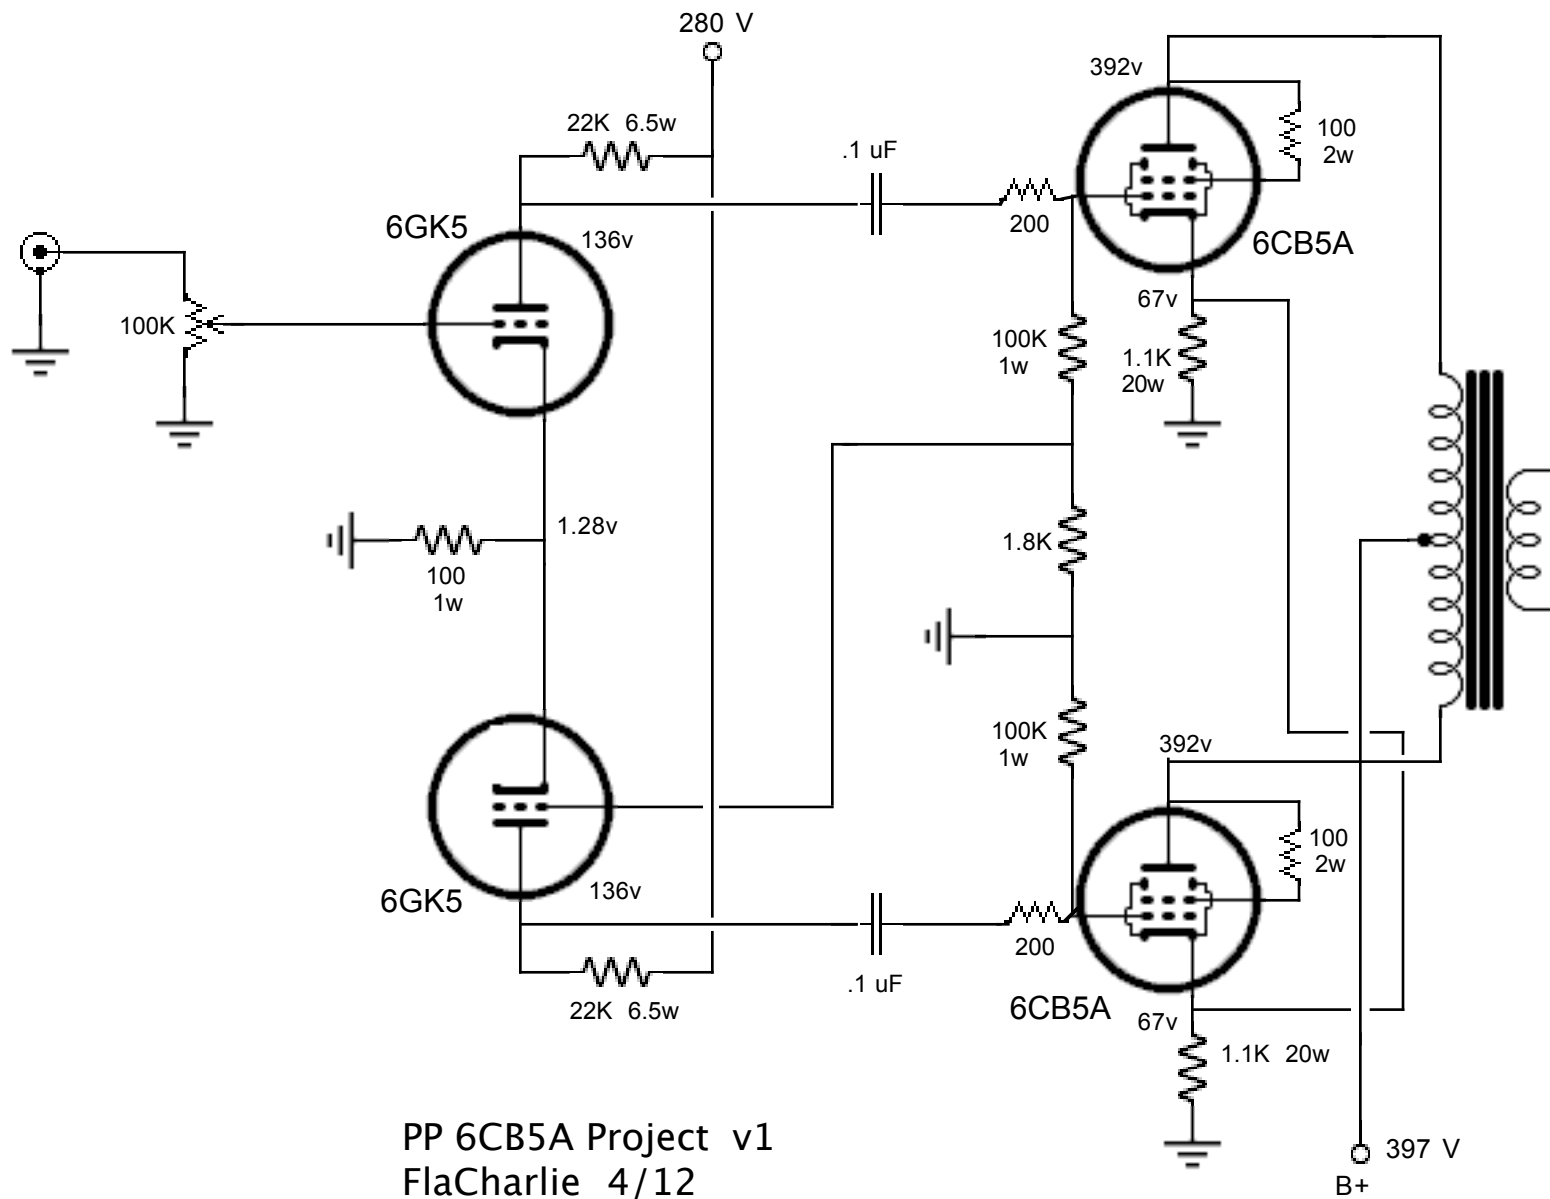 280 V
392v
22K 6.5w
100
2w
.1 uF
6GK5
136v
200
6CB5A
100K
67v
100K
1w
1.1K
20w
1.28v
1.8K
100
1w
100K
1w
392v
100
2w
6GK5
136v
200
.1 uF
22K 6.5w
6CB5A
67v
1.1K 20w
PP 6CB5A Project v1
FlaCharlie 4/12
397 V
B+